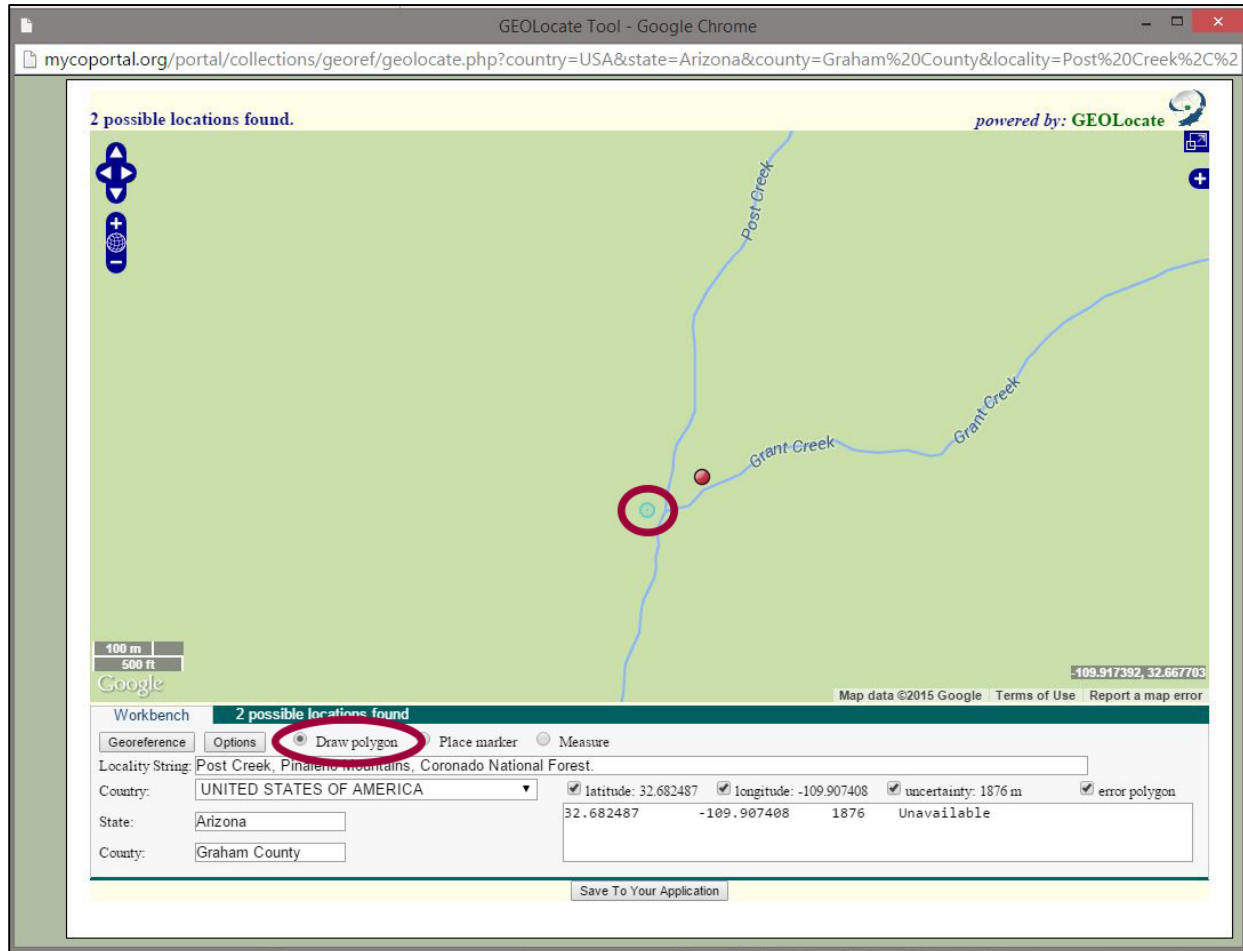 GEOLocate Tool - Google Chrome
mycoportal.org/portal/collections/georef/geolocate.php?country=USA&state=Arizona&county=Graham%20County&locality=Post%20Creek%2C%2
2 possible locations found.
powered by: GEOLocate
Post Creek
Grant Creek
Grant Creek
100 m
500 ft
Google
-109.917392, 32.667703
Map data ©2015 Google Terms of Use Report a map error
Workbench 2 possible locations found
Georeference Options Draw polygon Place marker Measure
Locality String: Post Creek, Pinaleno Mountains, Coronado National Forest.
Country: UNITED STATES OF AMERICA
latitude: 32.682487 longitude: -109.907408 uncertainty: 1876 m error polygon
32.682487 -109.907408 1876 Unavailable
State: Arizona
County: Graham County
Save To Your Application